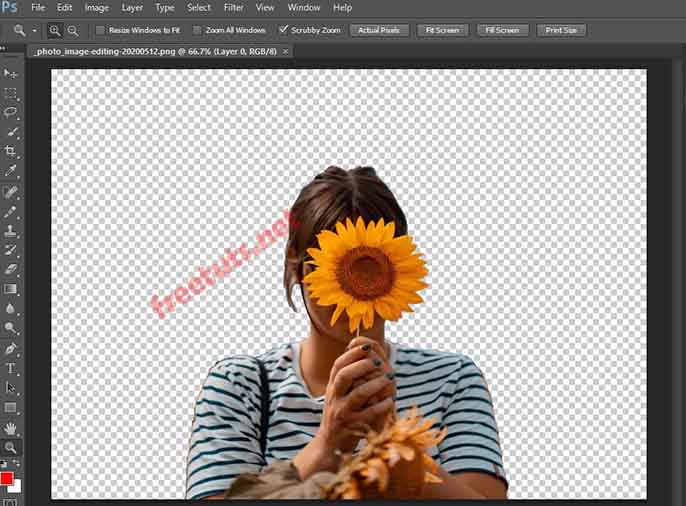 Ps File Edit Image Layer Type Select Filter View Window Help
Resize Windows to Fit Zoom All Windows Scrubby Zoom Actual Pixels Fit Screen Fill Screen Print Size
_photo_image-editing-20200512.png @ 66.7% (Layer 0, RGB/8) ×
freetuts.net
T